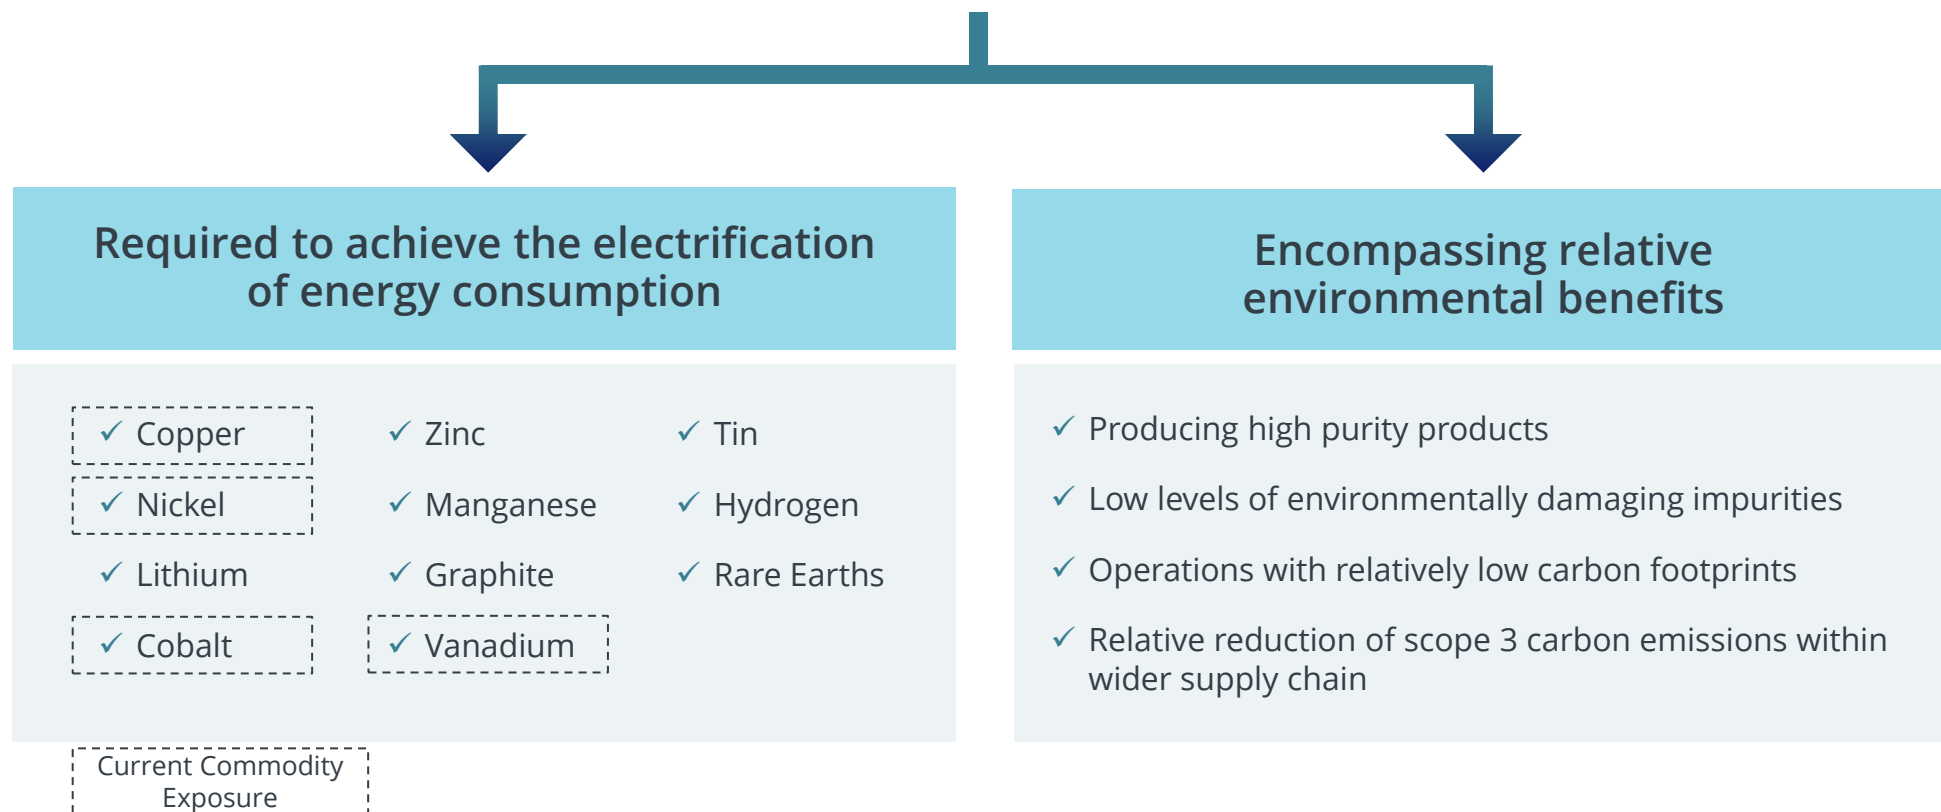 Required to achieve the electrification
of energy consumption
✓ Copper
✓ Nickel
✓ Lithium
✓ Cobalt
✓ Zinc
✓ Manganese
✓ Graphite
✓ Vanadium
✓ Tin
✓ Hydrogen
✓ Rare Earths
Current Commodity
Exposure
Encompassing relative
environmental benefits
✓ Producing high purity products
✓ Low levels of environmentally damaging impurities
✓ Operations with relatively low carbon footprints
✓ Relative reduction of scope 3 carbon emissions within
wider supply chain